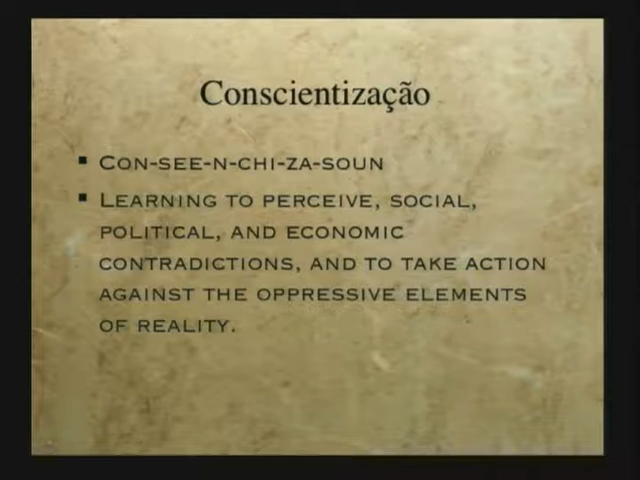 Conscientização
▪ CON-SEE-N-CHI-ZA-SOUN
▪ LEARNING TO PERCEIVE, SOCIAL,
POLITICAL, AND ECONOMIC
CONTRADICTIONS, AND TO TAKE ACTION
AGAINST THE OPPRESSIVE ELEMENTS
OF REALITY.